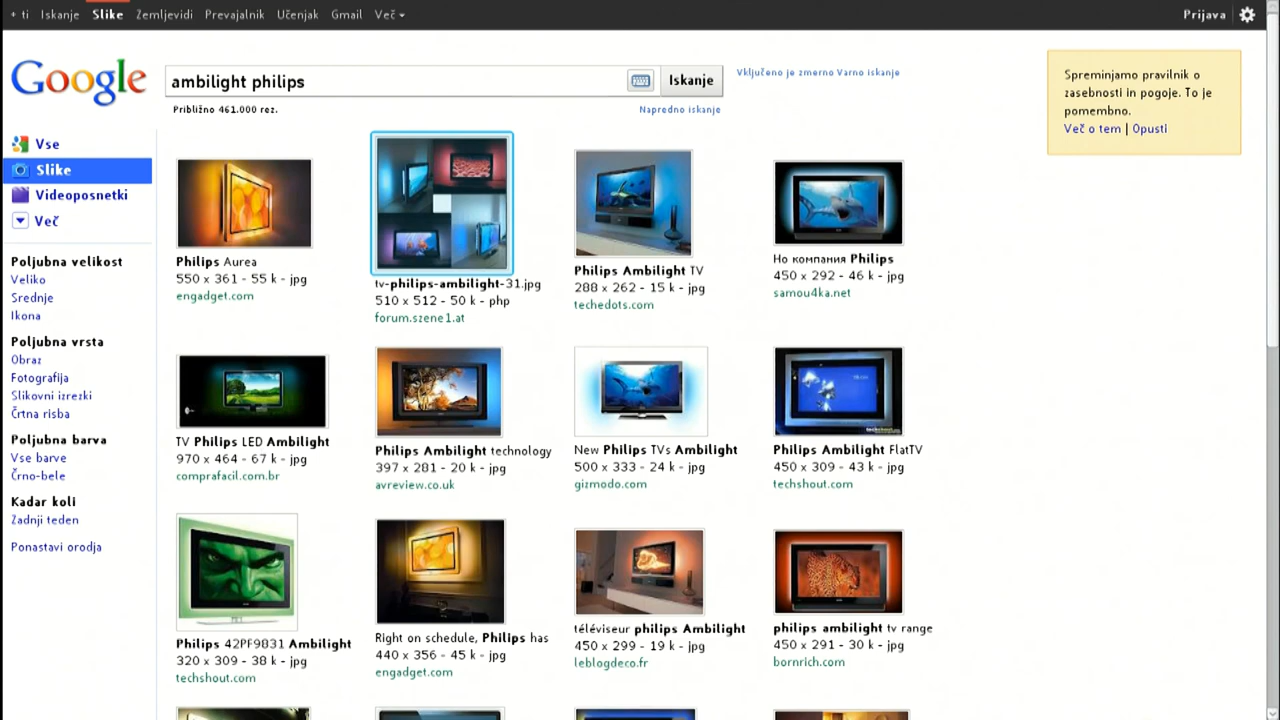 + ti Iskanje Slike Zemljevidi Prevajalnik Učenjak Gmail Več
Prijava
Google
ambilight philips
Iskanje
Vključeno je zmerno Varno iskanje
Približno 461.000 rez.
Napredno iskanje
Spreminjamo pravilnik o
zasebnosti in pogoje. To je
pomembno.
Več o tem | Opusti
Vse
Slike
Videoposnetki
Več
Poljubna velikost
Veliko
Srednje
Ikona
Poljubna vrsta
Obraz
Fotografija
Slikovni izrezki
Črtna risba
Poljubna barva
Vse barve
Črno-bele
Kadar koli
Zadnji teden
Ponastavi orodja
Philips Aurea
550 x 361 - 55 k - jpg
engadget.com
tv-philips-ambilight-31.jpg
510 x 512 - 50 k - php
forum.szene1.at
Philips Ambilight TV
288 x 262 - 15 k - jpg
techedots.com
Но компания Philips
450 x 292 - 46 k - jpg
samou4ka.net
TV Philips LED Ambilight
970 x 464 - 67 k - jpg
comprafacil.com.br
Philips Ambilight technology
397 x 281 - 20 k - jpg
avreview.co.uk
New Philips TVs Ambilight
500 x 333 - 24 k - jpg
gizmodo.com
Philips Ambilight FlatTV
450 x 309 - 43 k - jpg
techshout.com
Philips 42PF9831 Ambilight
320 x 309 - 38 k - jpg
techshout.com
Right on schedule, Philips has
440 x 356 - 45 k - jpg
engadget.com
téléviseur philips Ambilight
450 x 299 - 19 k - jpg
leblogdeco.fr
philips ambilight tv range
450 x 291 - 30 k - jpg
bornrich.com